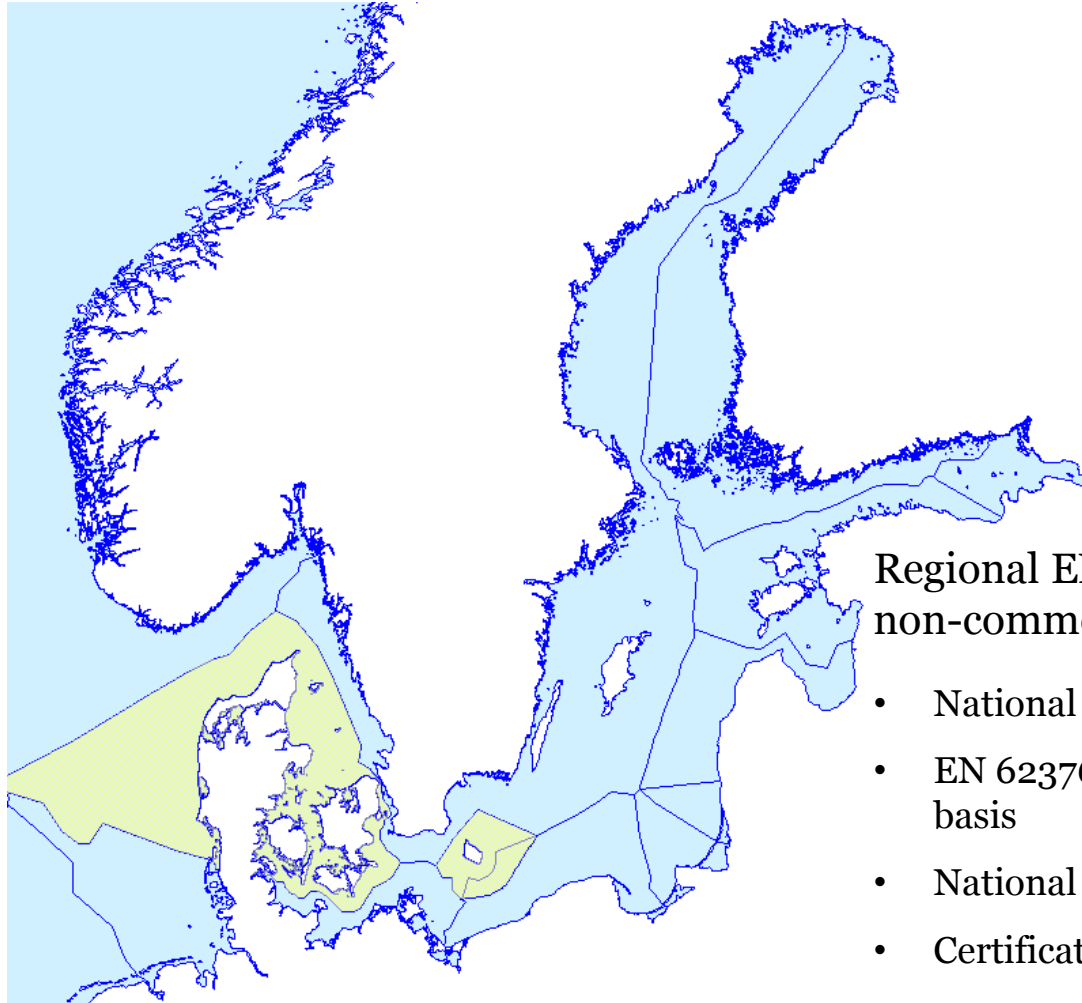 Regional
non-comm
• National
• EN 6237
basis
• National
• Certificat